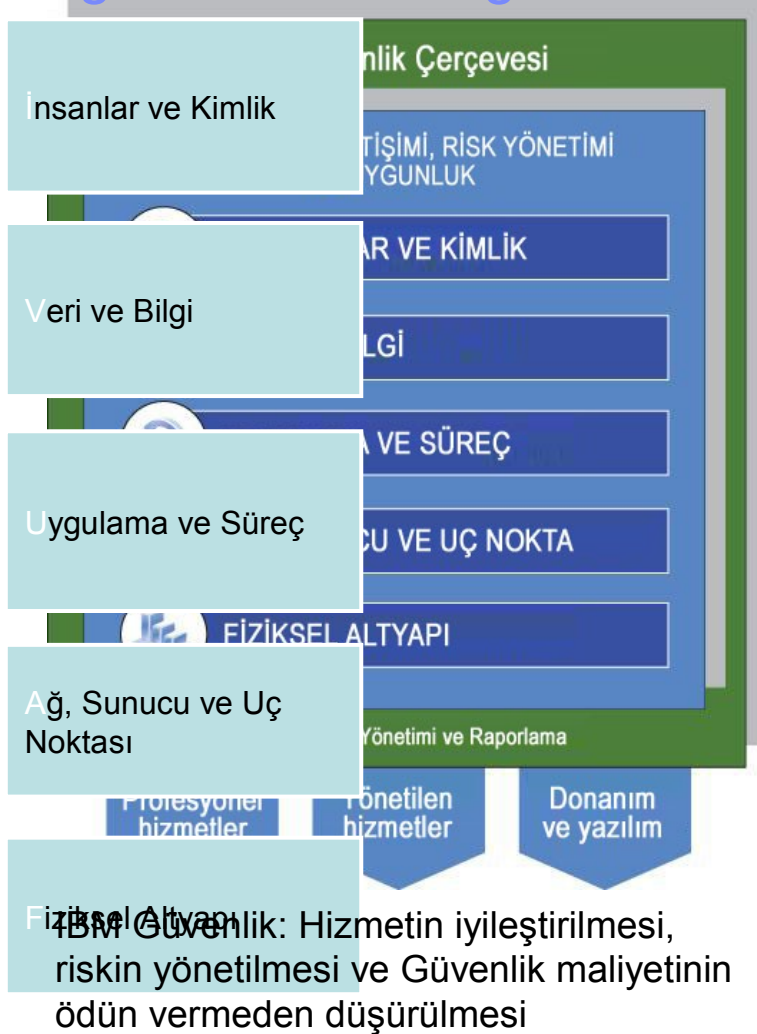 İnsanlar ve Kimlik
Veri ve Bilgi
Uygulama ve Süreç
Ağ, Sunucu ve Uç
Noktası
Fiziksel Altyapı
nlik Çerçevesi
TİŞİMİ, RİSK YÖNETİMİ
YGUNLUK
AR VE KİMLİK
LGİ
A VE SÜREÇ
CU VE UÇ NOKTA
FİZİKSEL ALTYAPI
Yönetimi ve Raporlama
Profesyonel
hizmetler
Yönetilen
hizmetler
Donanım
ve yazılım
IBM Güvenlik: Hizmetin iyileştirilmesi,
riskin yönetilmesi ve Güvenlik maliyetinin
ödün vermeden düşürülmesi